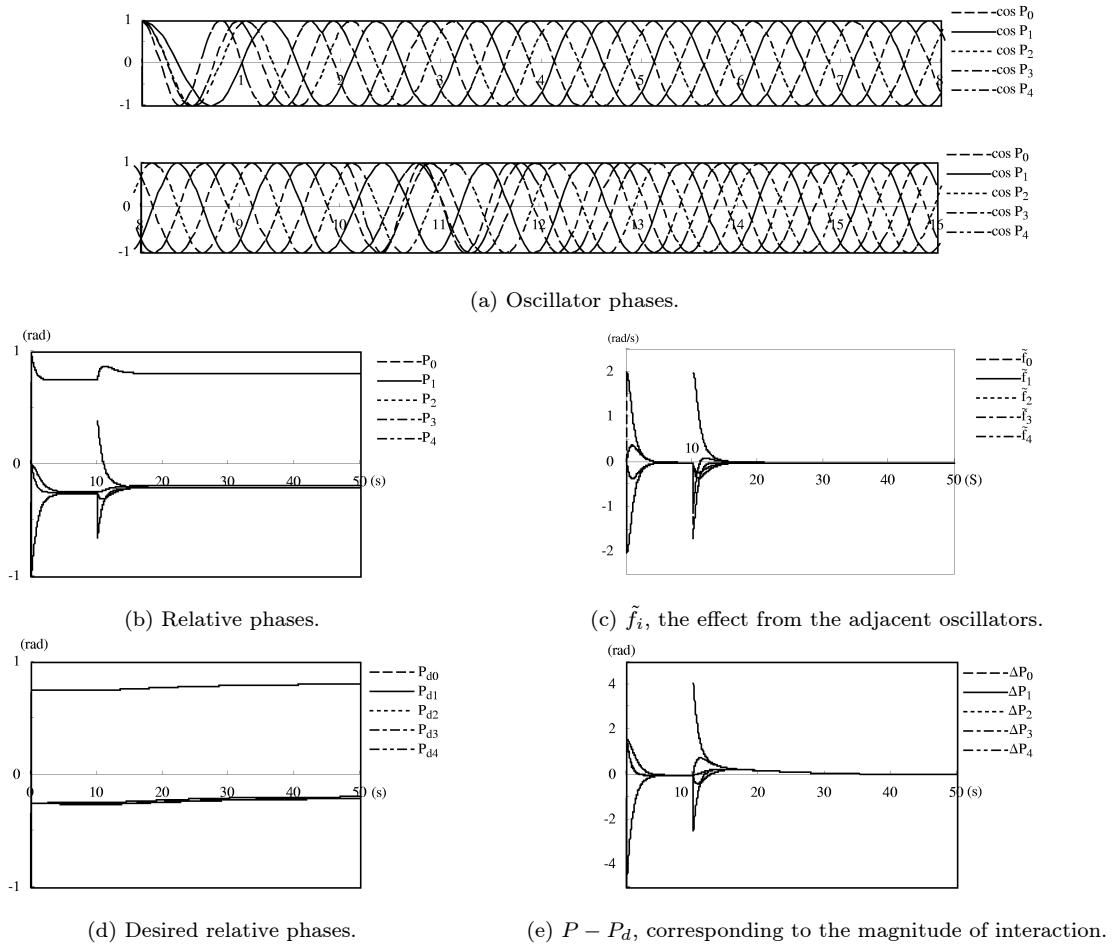 1
0
-1
1
2
3
4
5
6
7
8
cos P0
cos P1
cos P2
cos P3
cos P4
1
0
-1
8
9
10
11
12
13
14
15
16
cos P0
cos P1
cos P2
cos P3
cos P4
(a) Oscillator phases.
(rad)
1
0
-1
10
20
30
40
50 (s)
P0
P1
P2
P3
P4
(b) Relative phases.
(rad/s)
2
1
0
-1
-2
10
20
30
40
50 (S)
f̃0
f̃1
f̃2
f̃3
f̃4
(c) f̃i, the effect from the adjacent oscillators.
(rad)
1
0
-1
0
10
20
30
40
50 (s)
Pd0
Pd1
Pd2
Pd3
Pd4
(d) Desired relative phases.
(rad)
4
2
0
-2
-4
10
20
30
40
50 (s)
ΔP0
ΔP1
ΔP2
ΔP3
ΔP4
(e) P − Pd, corresponding to the magnitude of interaction.